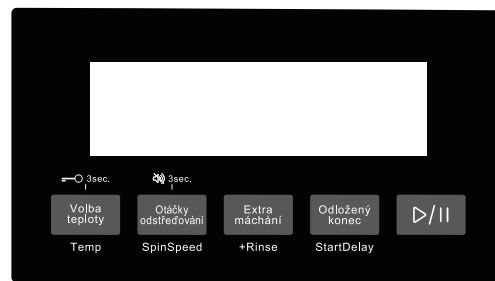 3sec. 3sec.
Volba teploty
Otáčky odstřeďování
Extra máchání
Odložený konec
Temp SpinSpeed +Rinse StartDelay